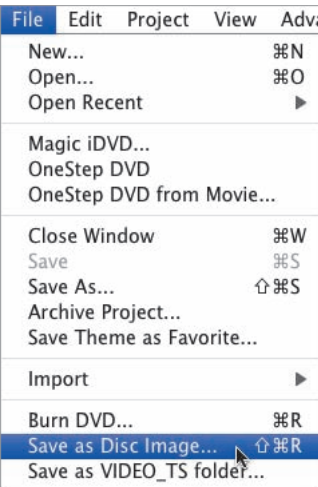 File Edit Project View Adva
New... ⌘N
Open... ⌘O
Open Recent ▶
Magic iDVD...
OneStep DVD
OneStep DVD from Movie...
Close Window ⌘W
Save ⌘S
Save As... ⇧⌘S
Archive Project...
Save Theme as Favorite...
Import ▶
Burn DVD... ⌘R
Save as Disc Image... ⇧⌘R
Save as VIDEO_TS folder...